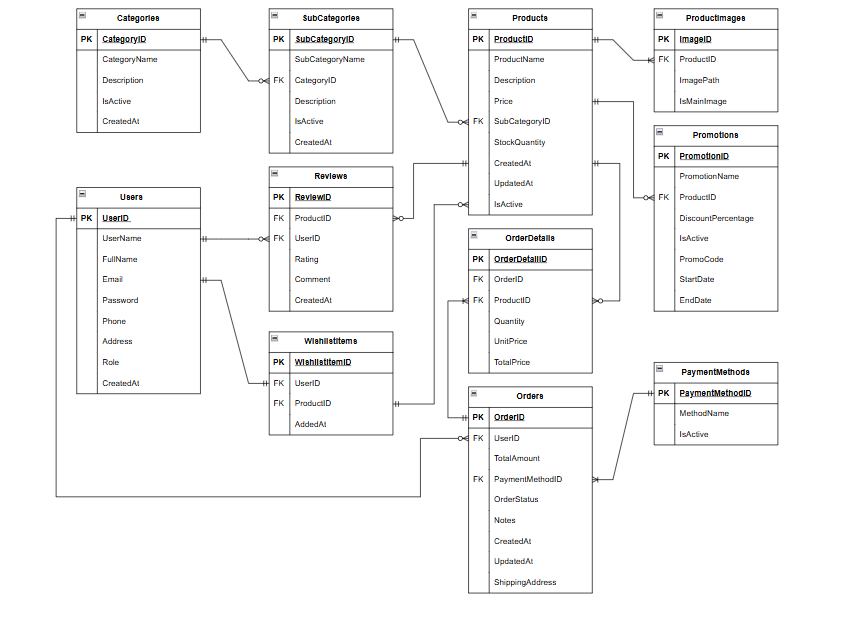 Categories
PK CategoryID
CategoryName
Description
IsActive
CreatedAt
SubCategories
PK SubCategoryID
SubCategoryName
FK CategoryID
Description
IsActive
CreatedAt
Products
PK ProductID
ProductName
Description
Price
FK SubCategoryID
StockQuantity
CreatedAt
UpdatedAt
IsActive
ProductImages
PK ImageID
FK ProductID
ImagePath
IsMainImage
Promotions
PK PromotionID
PromotionName
FK ProductID
DiscountPercentage
IsActive
PromoCode
StartDate
EndDate
Users
PK UserID
UserName
FullName
Email
Password
Phone
Address
Role
CreatedAt
Reviews
PK ReviewID
FK ProductID
FK UserID
Rating
Comment
CreatedAt
OrderDetails
PK OrderDetailID
FK OrderID
FK ProductID
Quantity
UnitPrice
TotalPrice
WishlistItems
PK WishlistItemID
FK UserID
FK ProductID
AddedAt
Orders
PK OrderID
FK UserID
TotalAmount
FK PaymentMethodID
OrderStatus
Notes
CreatedAt
UpdatedAt
ShippingAddress
PaymentMethods
PK PaymentMethodID
MethodName
IsActive